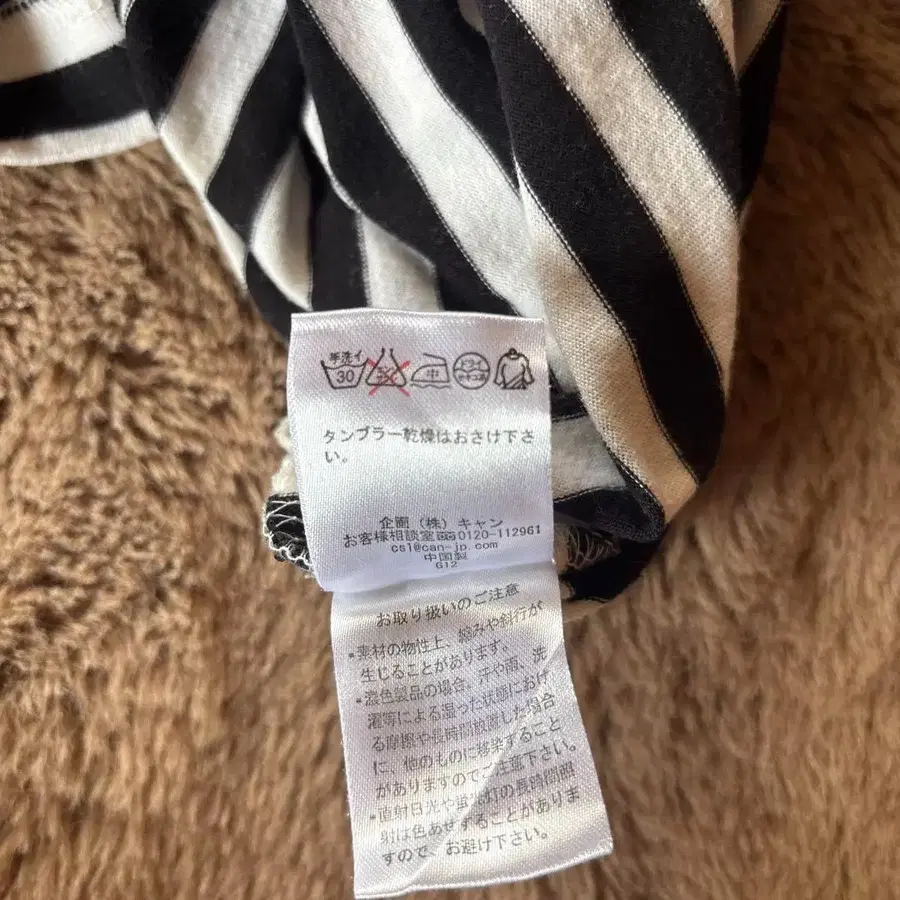 手洗イ
30
中
ドライ
タンブラー乾燥はおさけ下さ
い。
企画（株）キャン
お客様相談室 0120-112961
csl@can-jp.com
中国製
G12
お取り扱いのご注意
・素材の物性上、縮みや斜行が
生じることがあります。
・濃色製品の場合、汗や雨、洗
濯等による湿った状態におけ
る摩擦や長時間放置した場合
に、他のものに移染すること
がありますのでご注意下さい。
・直射日光や蛍光灯の長時間照
射は色あせすることがありま
すので、お避け下さい。